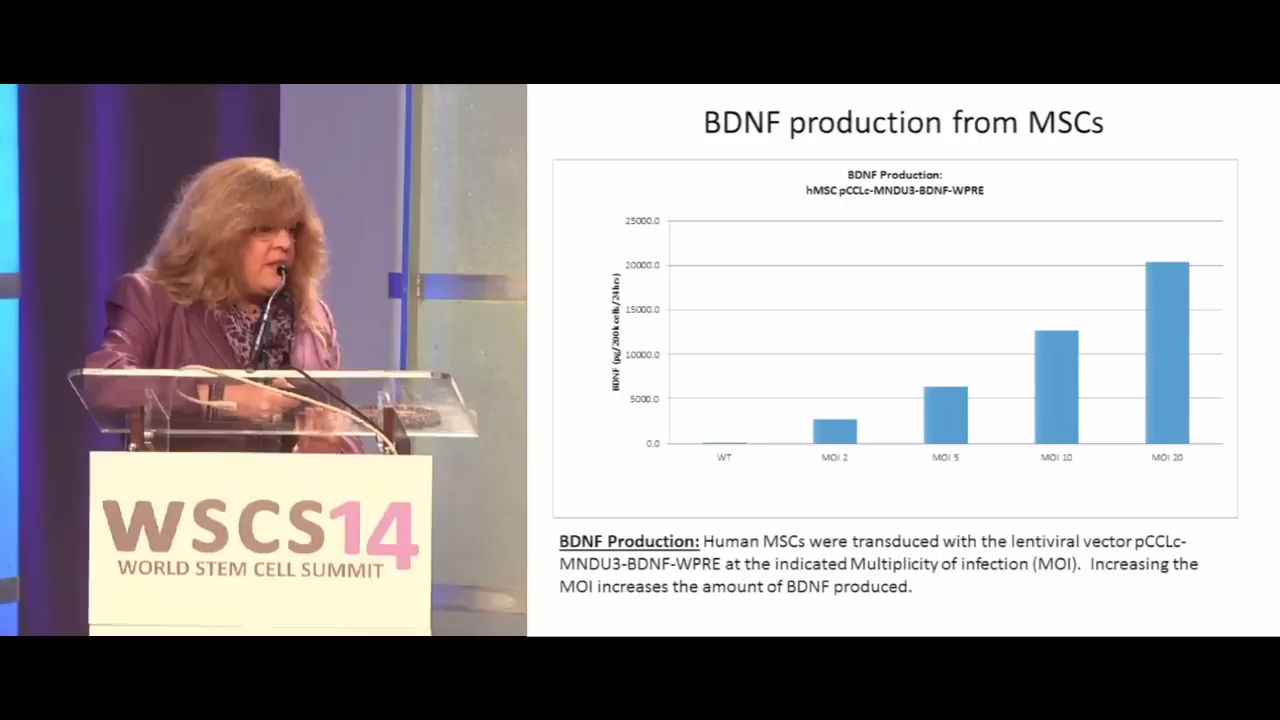 WSCS14
WORLD STEM CELL SUMMIT
BDNF production from MSCs
BDNF Production:
hMSC pCCLc-MNDU3-BDNF-WPRE
BDNF (pg/200k cells/24hrs)
25000.0
20000.0
15000.0
10000.0
5000.0
0.0
WT
MOI 2
MOI 5
MOI 10
MOI 20
BDNF Production: Human MSCs were transduced with the lentiviral vector pCCLc-
MNDU3-BDNF-WPRE at the indicated Multiplicity of infection (MOI). Increasing the
MOI increases the amount of BDNF produced.